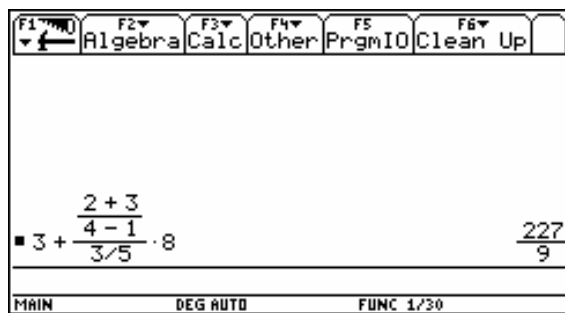 F1 F2 F3 F4 F5 F6
Algebra Calc Other PrgmIO Clean Up
2 + 3
4 - 1
3 + 3/5 · 8
227
9
MAIN DEG AUTO FUNC 1/30